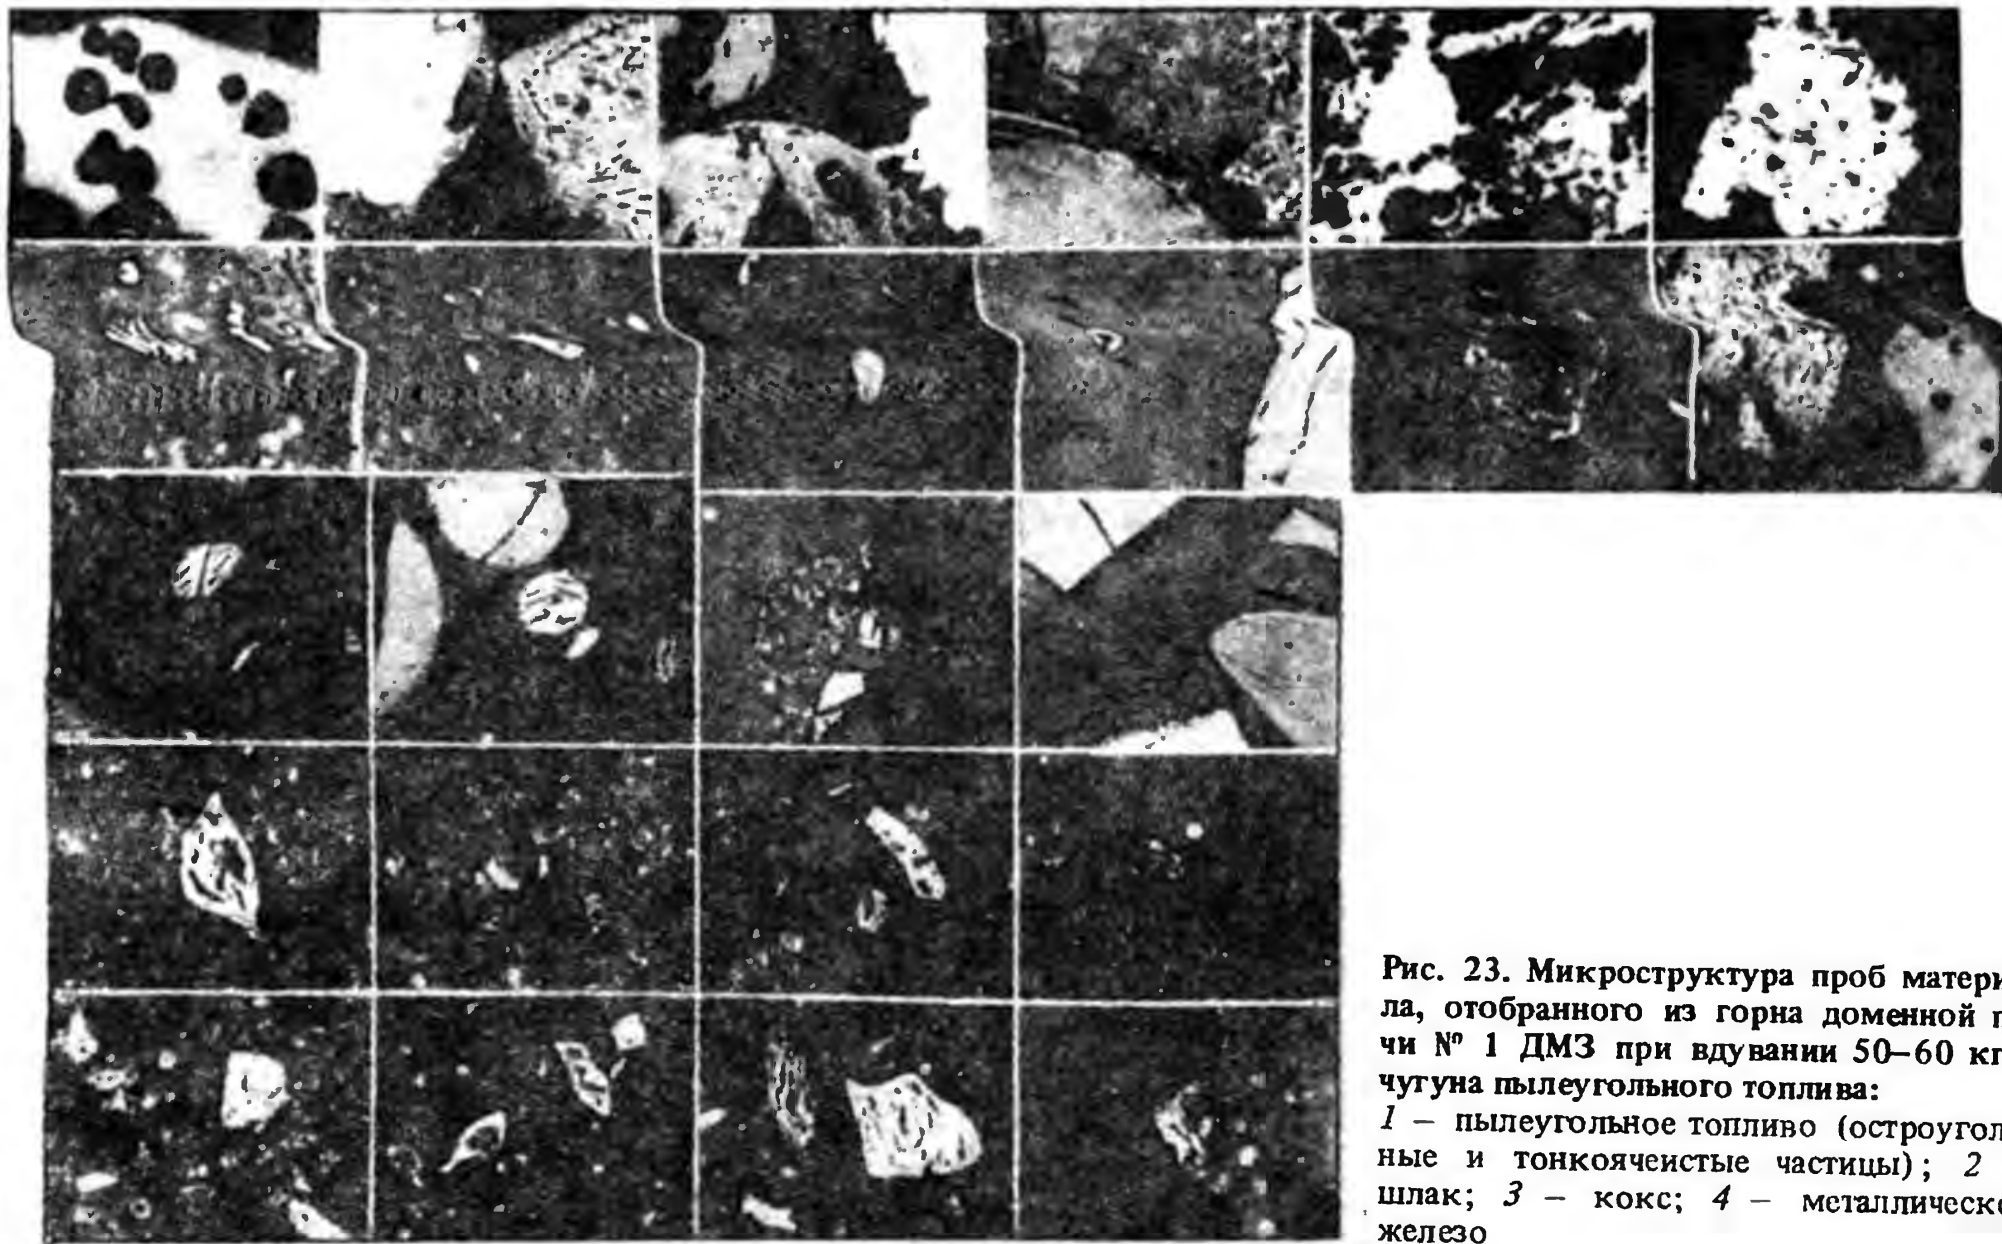 Рис. 23. Микроструктура проб матери
ла, отобранного из горна доменной п
чи № 1 ДМЗ при вдувании 50—60 кг
чугуна пылеугольного топлива:
1 — пылеугольное топливо (остроугол
ные и тонкоячеистые частицы); 2
шлак; 3 — кокс; 4 — металлическо
железо